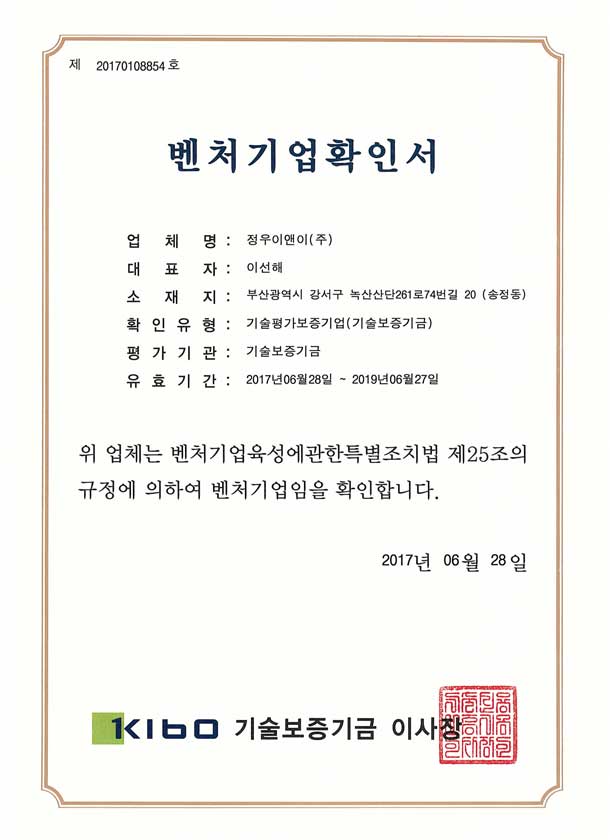 제 20170108854 호
벤처기업확인서
업 체 명 : 정우이앤이(주)
대 표 자 : 이선해
소 재 지 : 부산광역시 강서구 녹산산단261로74번길 20 (송정동)
확 인 유 형 : 기술평가보증기업(기술보증기금)
평 가 기 관 : 기술보증기금
유 효 기 간 : 2017년06월28일 ~ 2019년06월27일
위 업체는 벤처기업육성에관한특별조치법 제25조의
규정에 의하여 벤처기업임을 확인합니다.
2017년 06월 28일
KIBO 기술보증기금 이사장